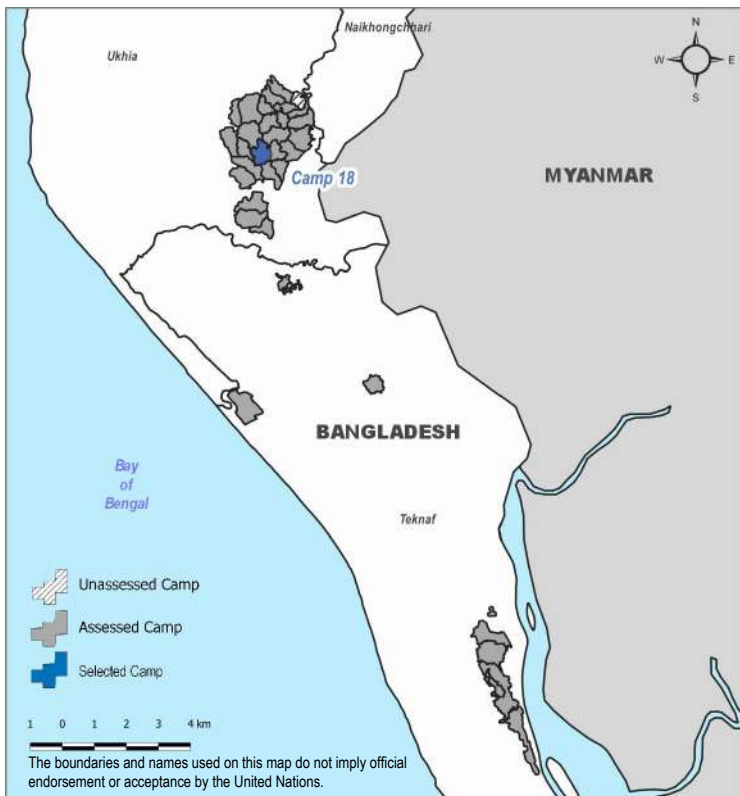 Naikhongchhari
Ukhia
N
W
E
S
Camp 18
MYANMAR
BANGLADESH
Bay
of
Bengal
Teknaf
Unassessed Camp
Assessed Camp
Selected Camp
1 0 1 2 3 4 km
The boundaries and names used on this map do not imply official
endorsement or acceptance by the United Nations.